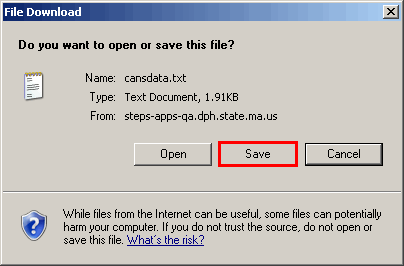 File Download
Do you want to open or save this file?
Name: cansdata.txt
Type: Text Document, 1.91KB
From: steps-apps-qa.dph.state.ma.us
Open Save Cancel
While files from the Internet can be useful, some files can potentially
harm your computer. If you do not trust the source, do not open or
save this file. What's the risk?